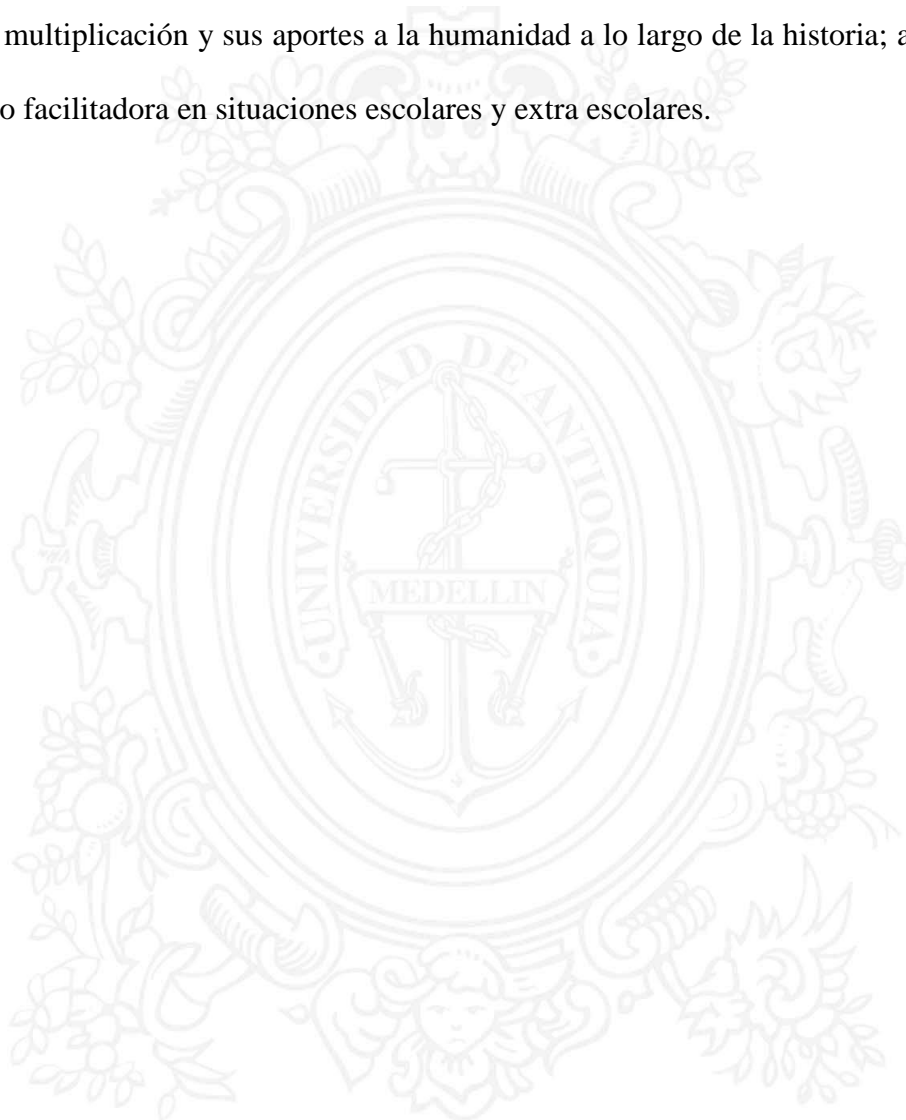 multiplicación y sus aportes a la humanidad a lo largo de la historia; a
o facilitadora en situaciones escolares y extra escolares.
UNIVERSIDAD DE ANTIOQUIA
MEDELLIN